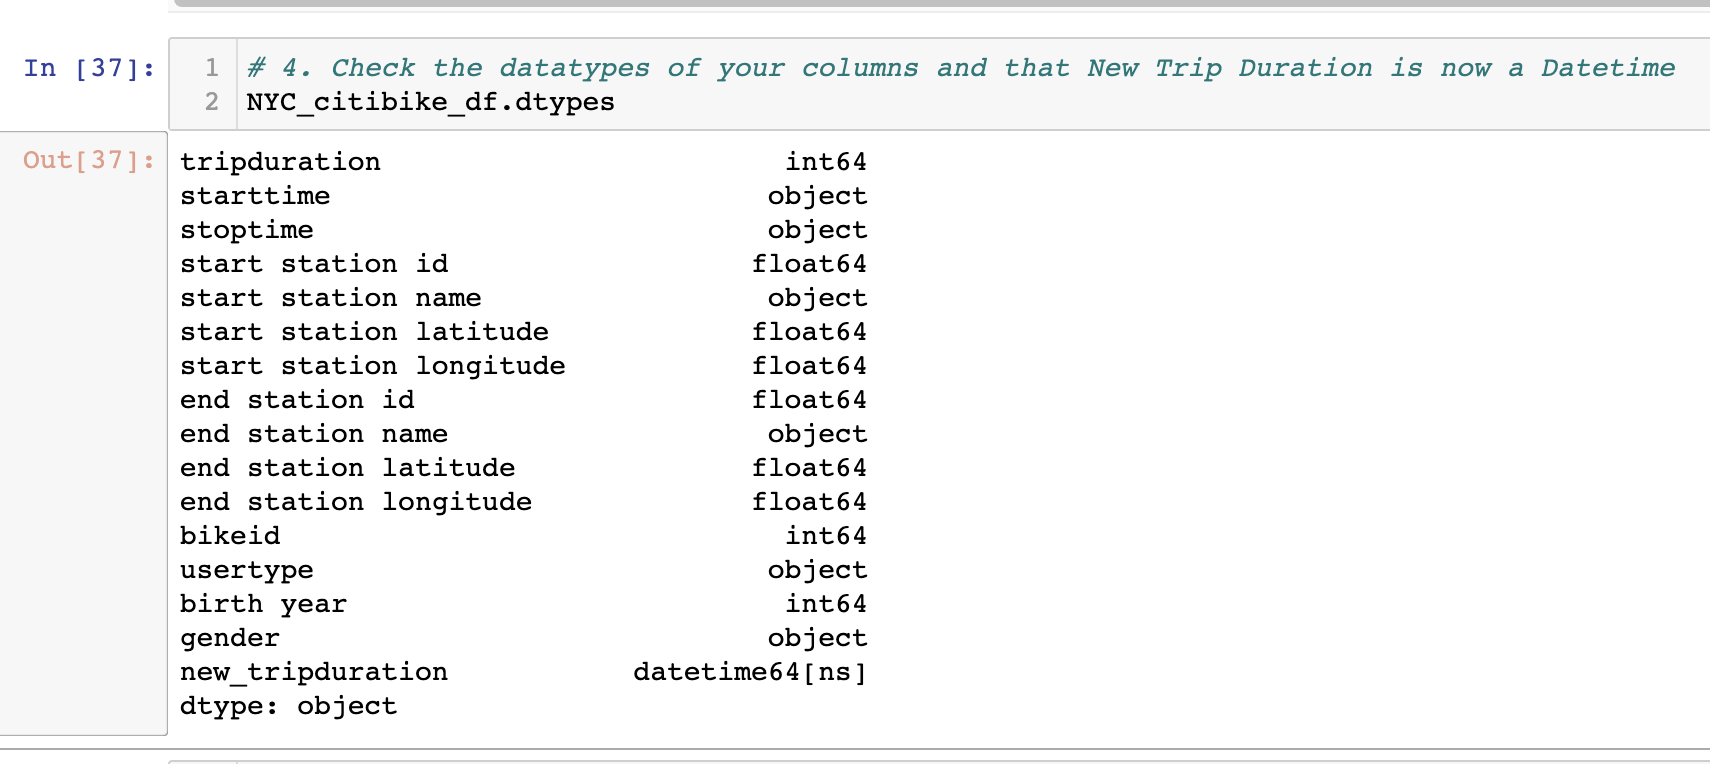 In [37]:
1 # 4. Check the datatypes of your columns and that New Trip Duration is now a Datetime
2 NYC_citibike_df.dtypes
Out[37]:
tripduration int64
starttime object
stoptime object
start station id float64
start station name object
start station latitude float64
start station longitude float64
end station id float64
end station name object
end station latitude float64
end station longitude float64
bikeid int64
usertype object
birth year int64
gender object
new_tripduration datetime64[ns]
dtype: object